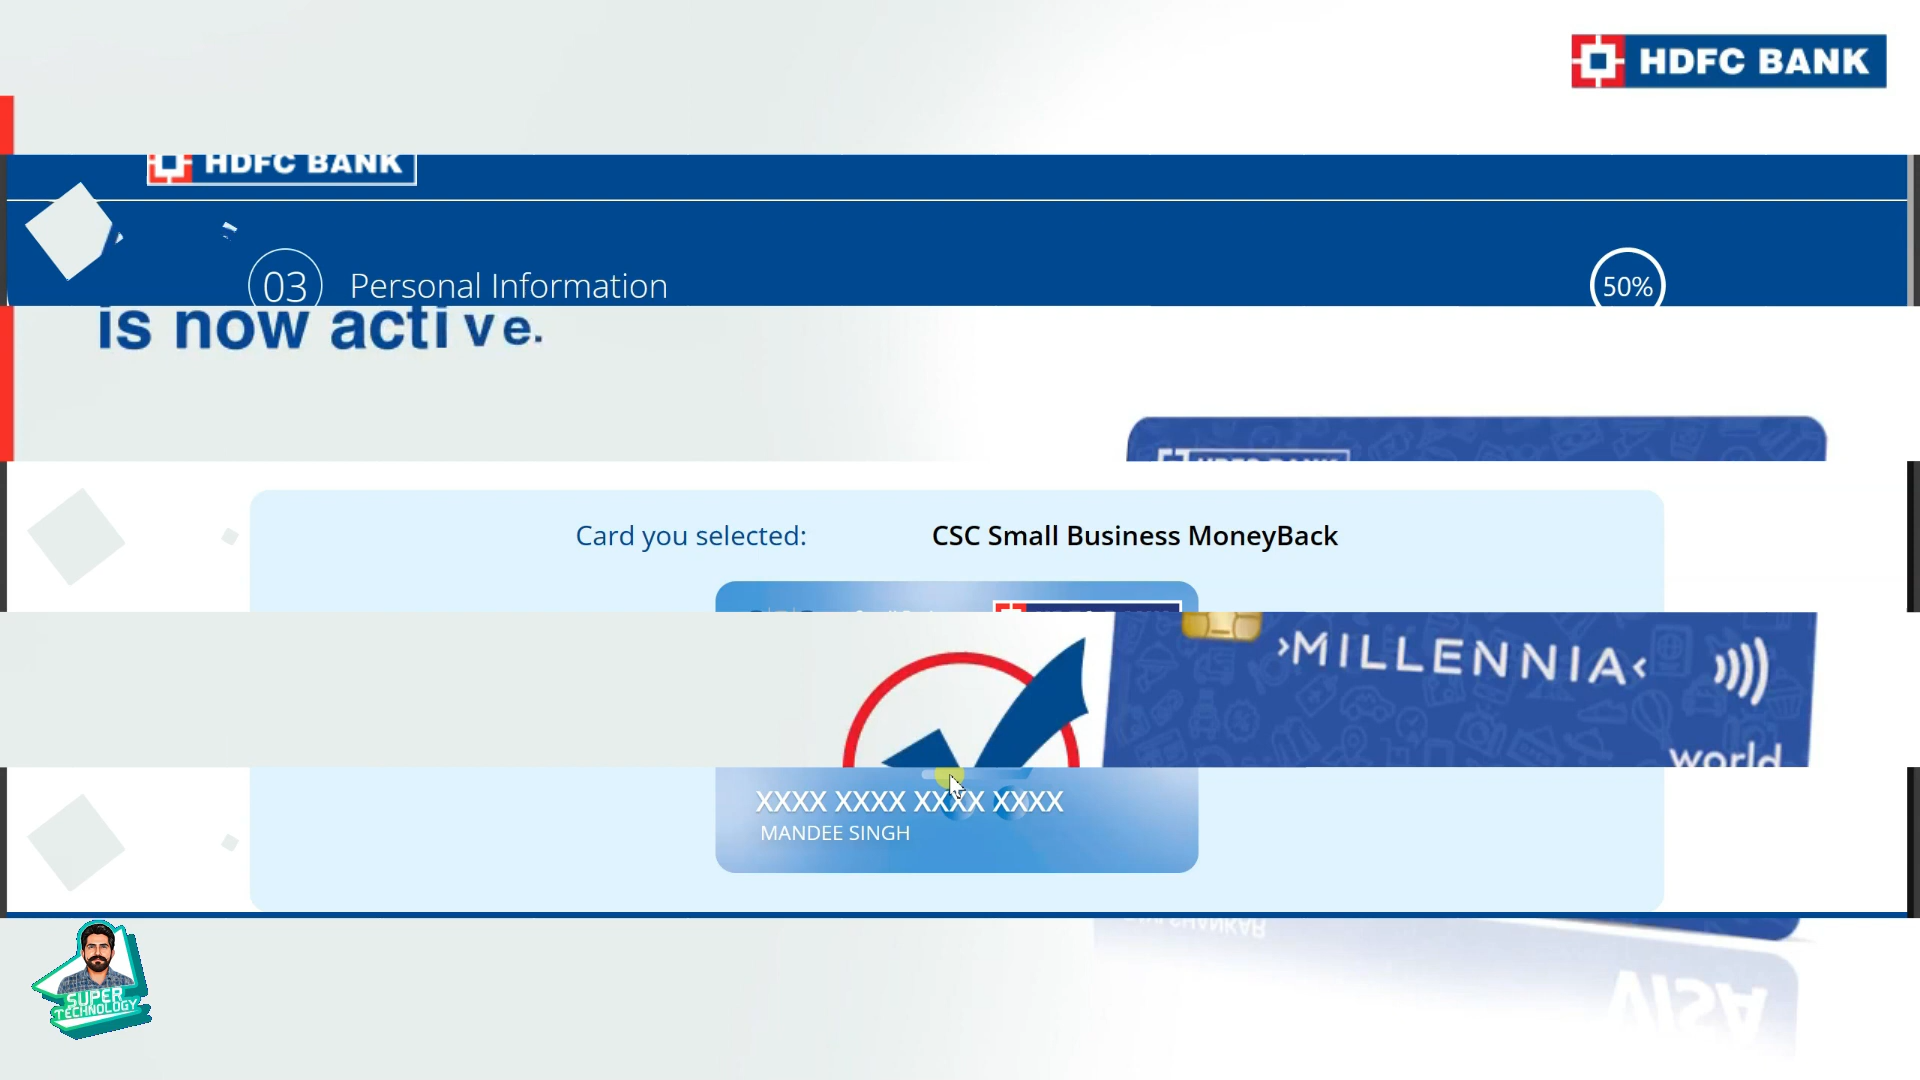 HDFC BANK
HDFC BANK
03 Personal Information
50%
is now active.
Card you selected: CSC Small Business MoneyBack
›MILLENNIA‹
world
XXXX XXXX XXXX XXXX
MANDEE SINGH
VISA
SUPER
TECHNOLOGY